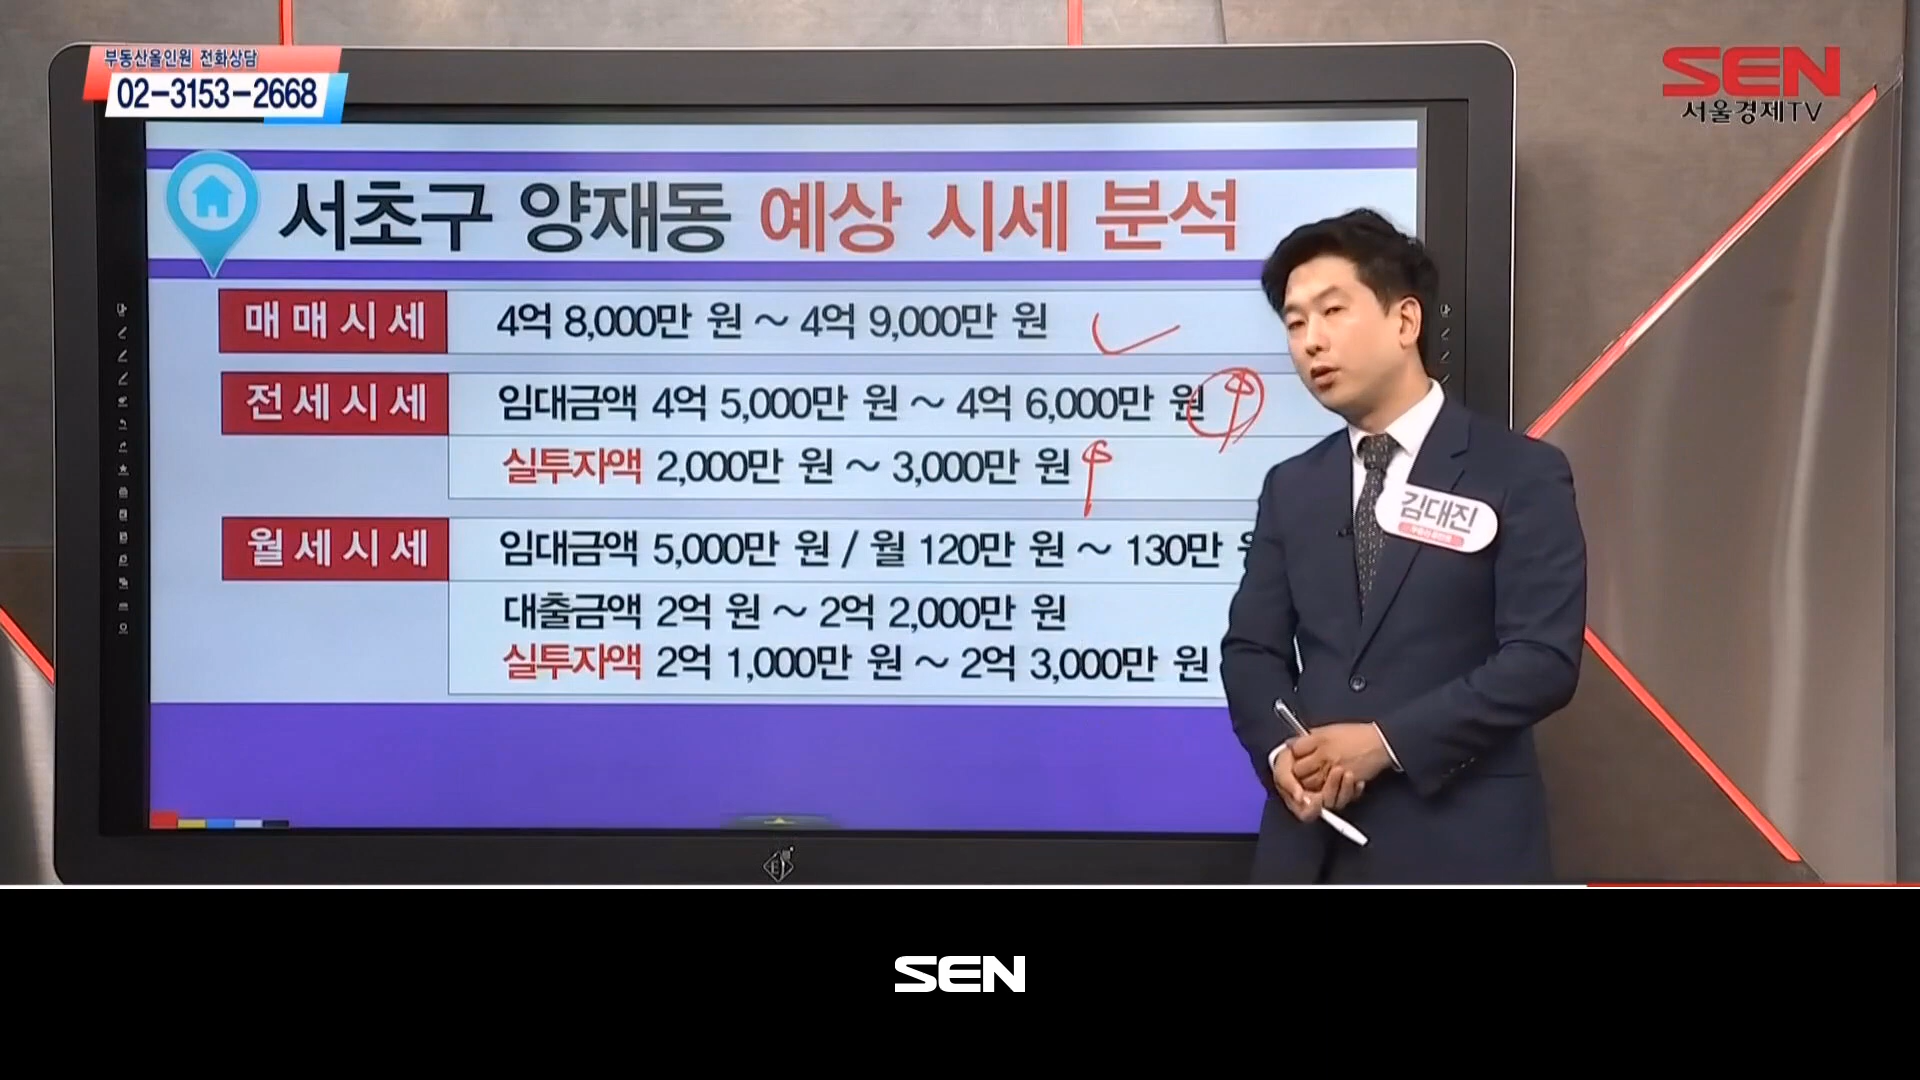 부동산올인원 전화상담
02-3153-2668
SEN
서울경제TV
서초구 양재동 예상 시세 분석
매매시세
4억 8,000만 원 ~ 4억 9,000만 원
전세시세
임대금액 4억 5,000만 원 ~ 4억 6,000만 원
실투자액 2,000만 원 ~ 3,000만 원
월세시세
임대금액 5,000만 원 / 월 120만 원 ~ 130만
대출금액 2억 원 ~ 2억 2,000만 원
실투자액 2억 1,000만 원 ~ 2억 3,000만 원
김대진
SEN